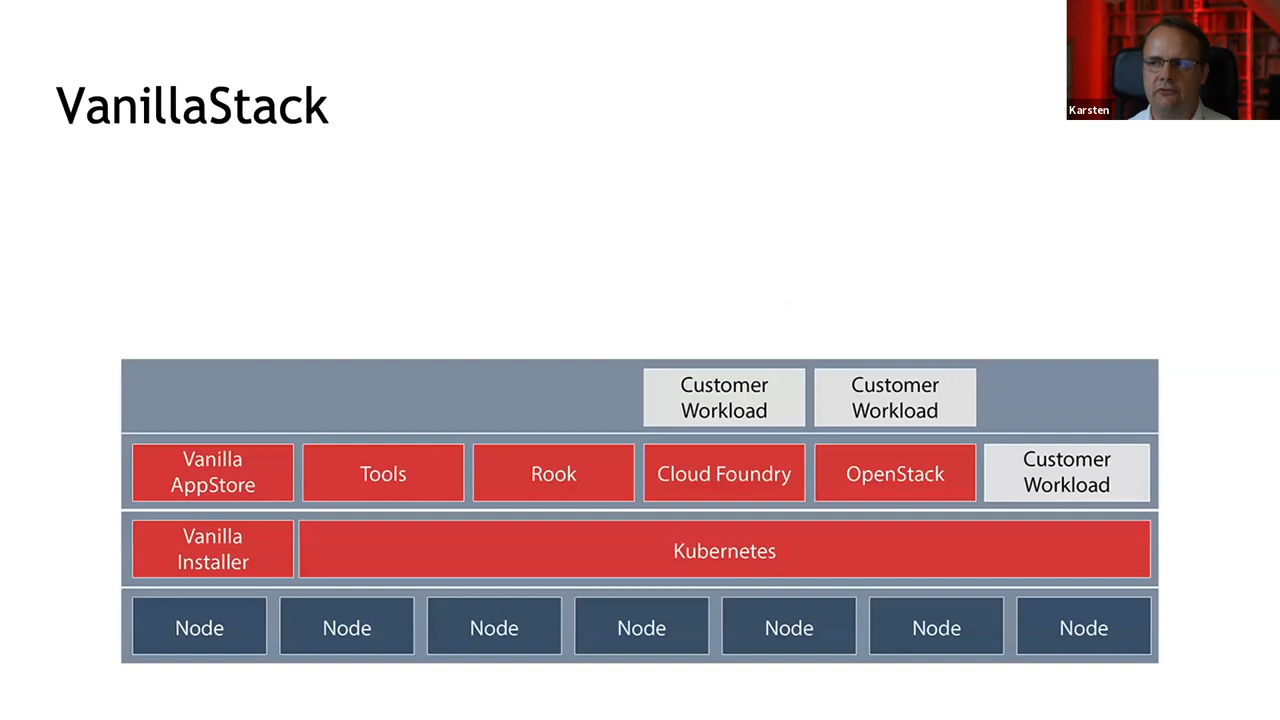 VanillaStack
Karsten
Customer
Workload
Customer
Workload
Vanilla
AppStore
Tools
Rook
Cloud Foundry
OpenStack
Customer
Workload
Vanilla
Installer
Kubernetes
Node
Node
Node
Node
Node
Node
Node